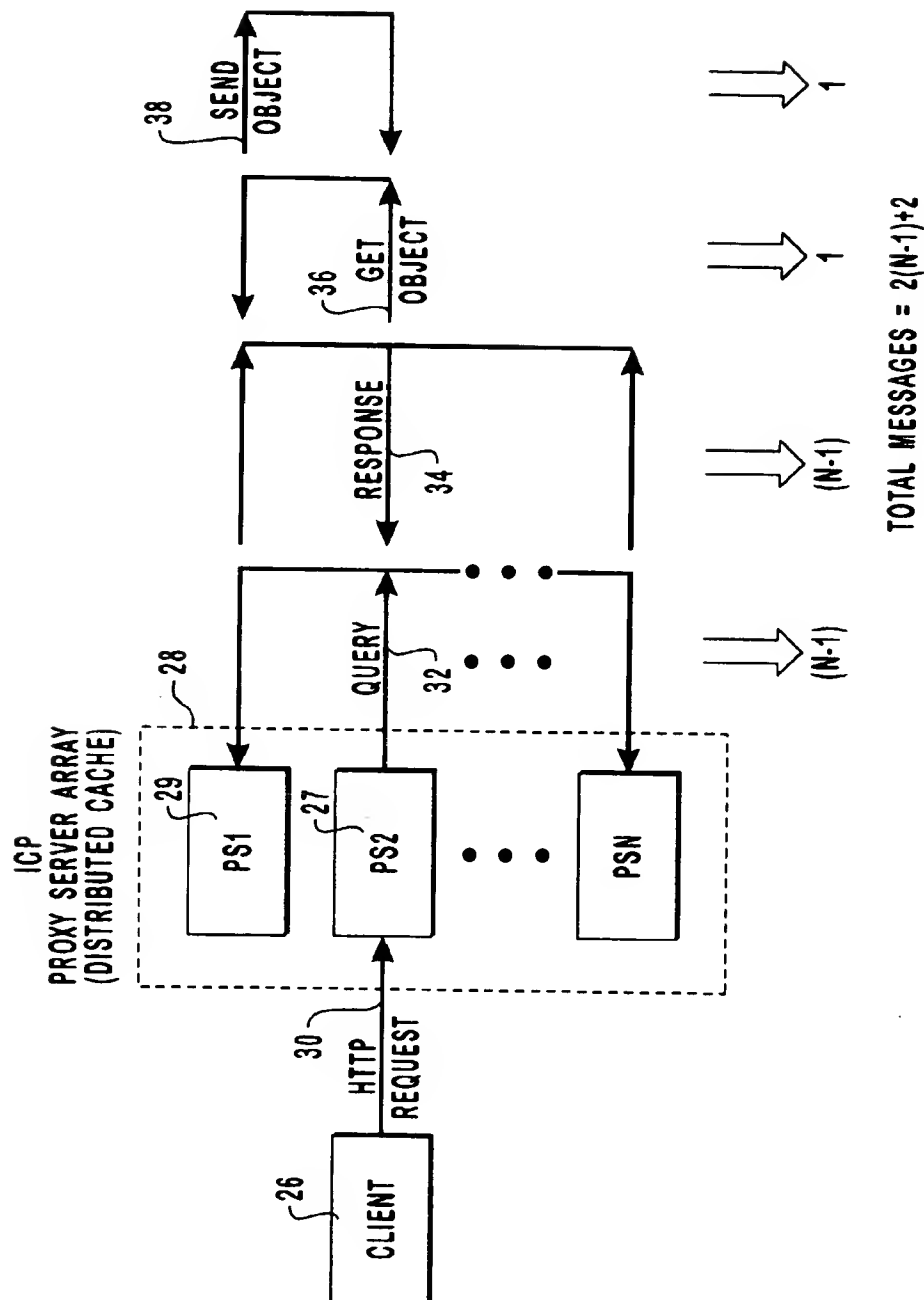 ICP
PROXY SERVER ARRAY
(DISTRIBUTED CACHE)
28
26
CLIENT
30
HTTP
REQUEST
29
PS1
27
PS2
PSN
QUERY
32
RESPONSE
34
36
GET
OBJECT
38
SEND
OBJECT
(N-1)
(N-1)
1
1
TOTAL MESSAGES = 2(N-1)+2